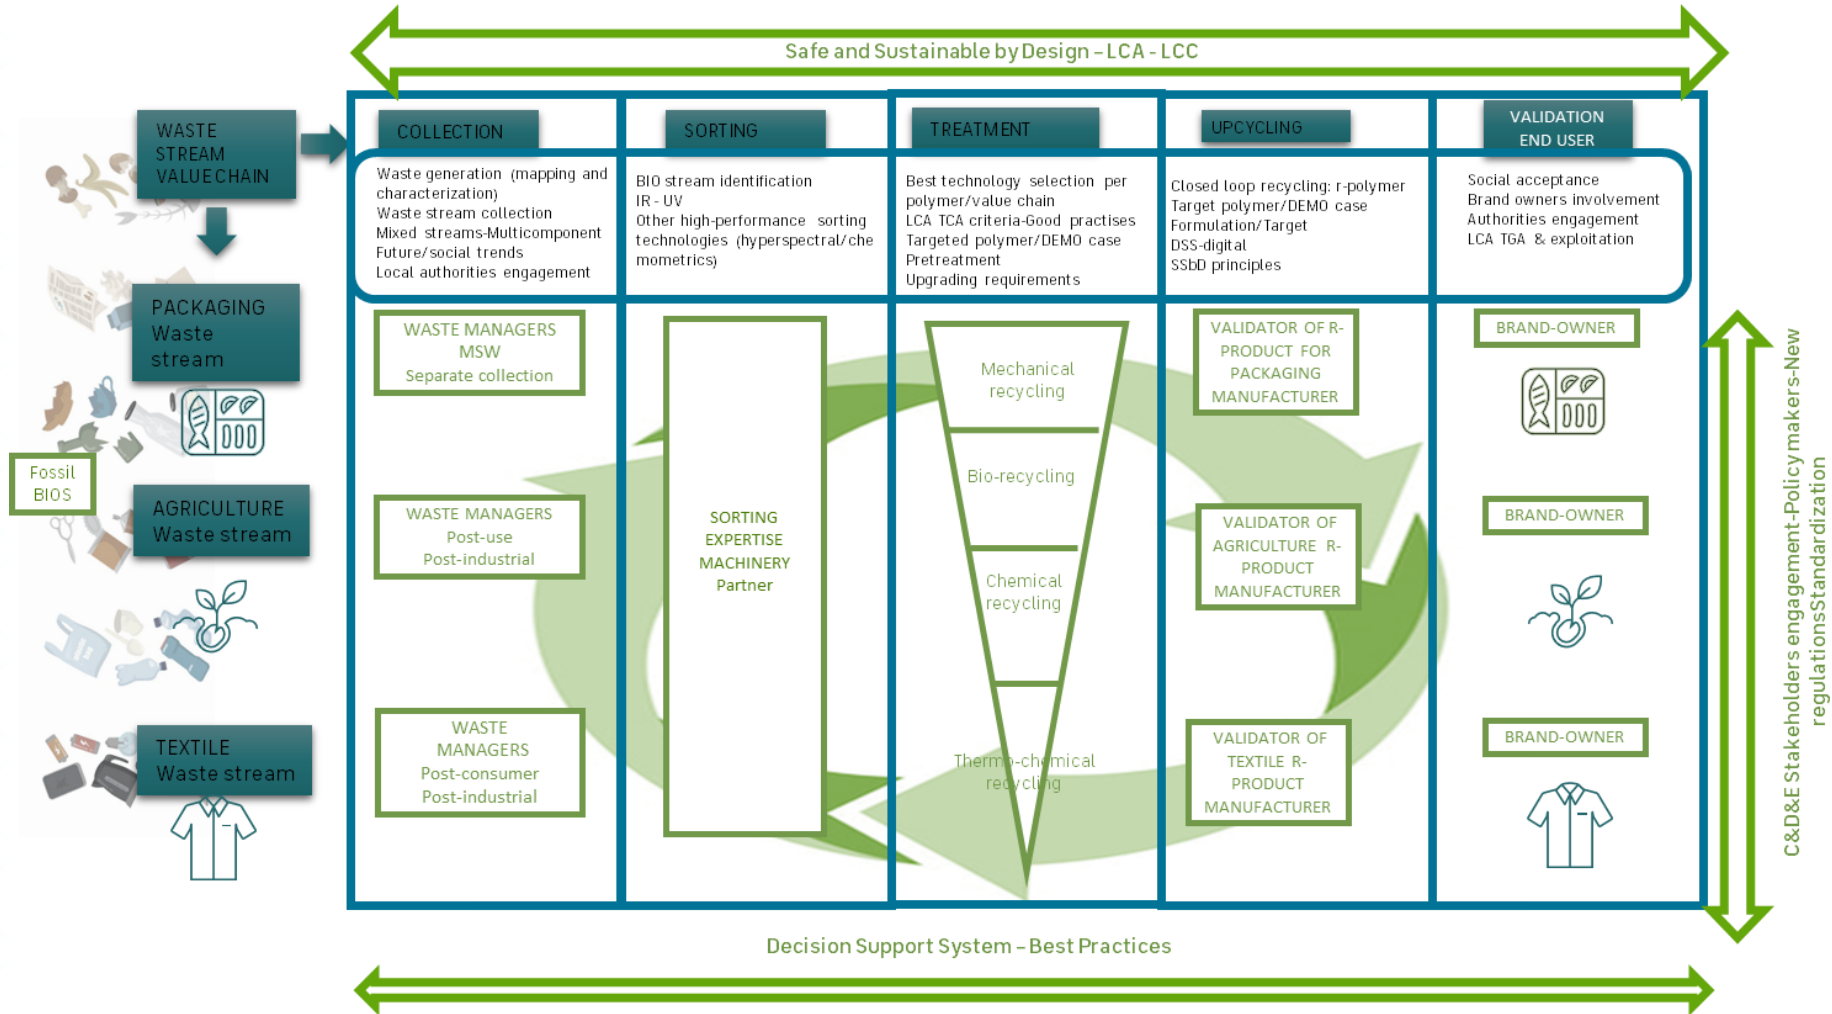 Safe and Sustainable by Design – LCA - LCC
WASTE
STREAM
VALUE CHAIN
COLLECTION
SORTING
TREATMENT
UPCYCLING
VALIDATION
END USER
Waste generation (mapping and
characterization)
Waste stream collection
Mixed streams-Multicomponent
Future/social trends
Local authorities engagement
BIO stream identification
IR - UV
Other high-performance sorting
technologies (hyperspectral/che
mometrics)
Best technology selection per
polymer/value chain
LCA TCA criteria-Good practises
Targeted polymer/DEMO case
Pretreatment
Upgrading requirements
Closed loop recycling: r-polymer
Target polymer/DEMO case
Formulation/Target
DSS-digital
SSbD principles
Social acceptance
Brand owners involvement
Authorities engagement
LCA TGA & exploitation
PACKAGING
Waste
stream
WASTE MANAGERS
MSW
Separate collection
Mechanical
recycling
VALIDATOR OF R-
PRODUCT FOR
PACKAGING
MANUFACTURER
BRAND-OWNER
Fossil
BIOS
AGRICULTURE
Waste stream
WASTE MANAGERS
Post-use
Post-industrial
SORTING
EXPERTISE
MACHINERY
Partner
Bio-recycling
Chemical
recycling
VALIDATOR OF
AGRICULTURE R-
PRODUCT
MANUFACTURER
BRAND-OWNER
TEXTILE
Waste stream
WASTE
MANAGERS
Post-consumer
Post-industrial
Thermo-chemical
recycling
VALIDATOR OF
TEXTILE R-
PRODUCT
MANUFACTURER
BRAND-OWNER
C&D&E Stakeholders engagement-Policy makers-New
regulationsStandardization
Decision Support System – Best Practices